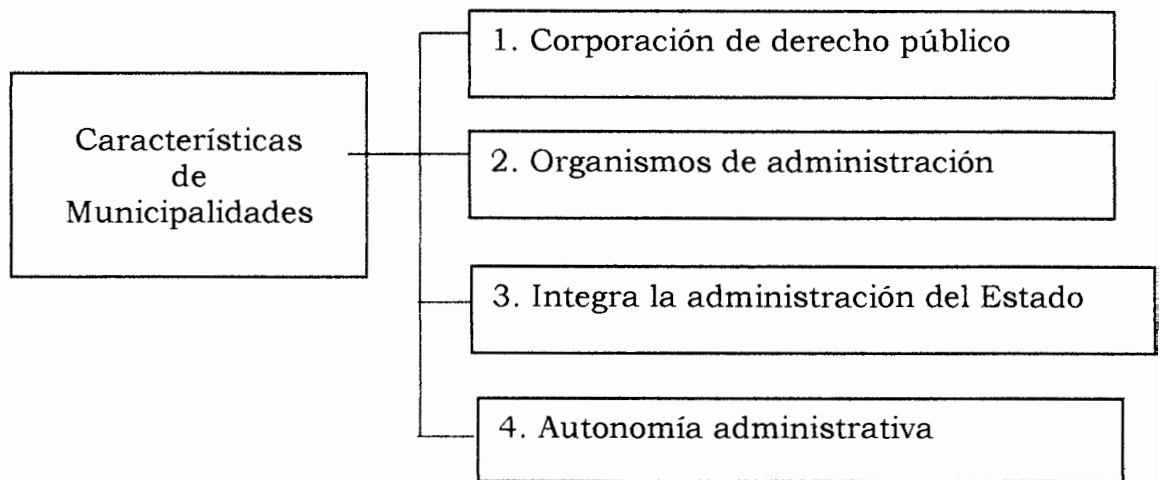 Características
de
Municipalidades
1. Corporación de derecho público
2. Organismos de administración
3. Integra la administración del Estado
4. Autonomía administrativa